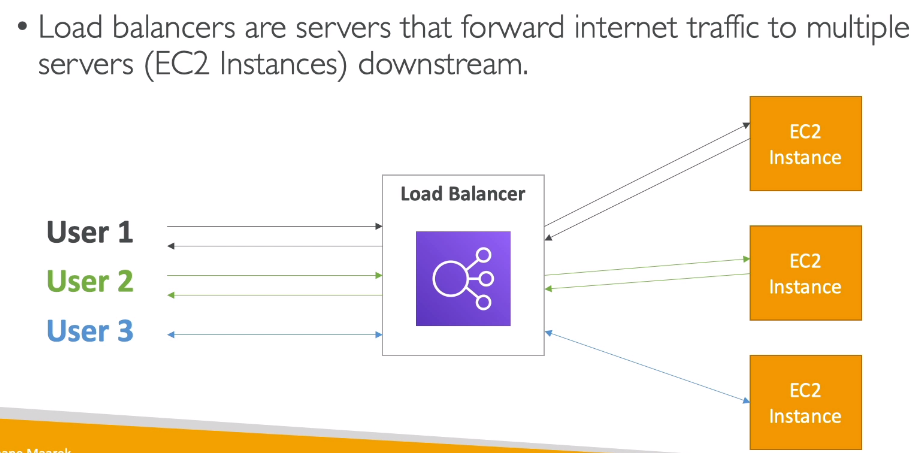 • Load balancers are servers that forward internet traffic to multiple
servers (EC2 Instances) downstream.
EC2
Instance
Load Balancer
User 1
User 2
User 3
EC2
Instance
EC2
Instance
Maarek